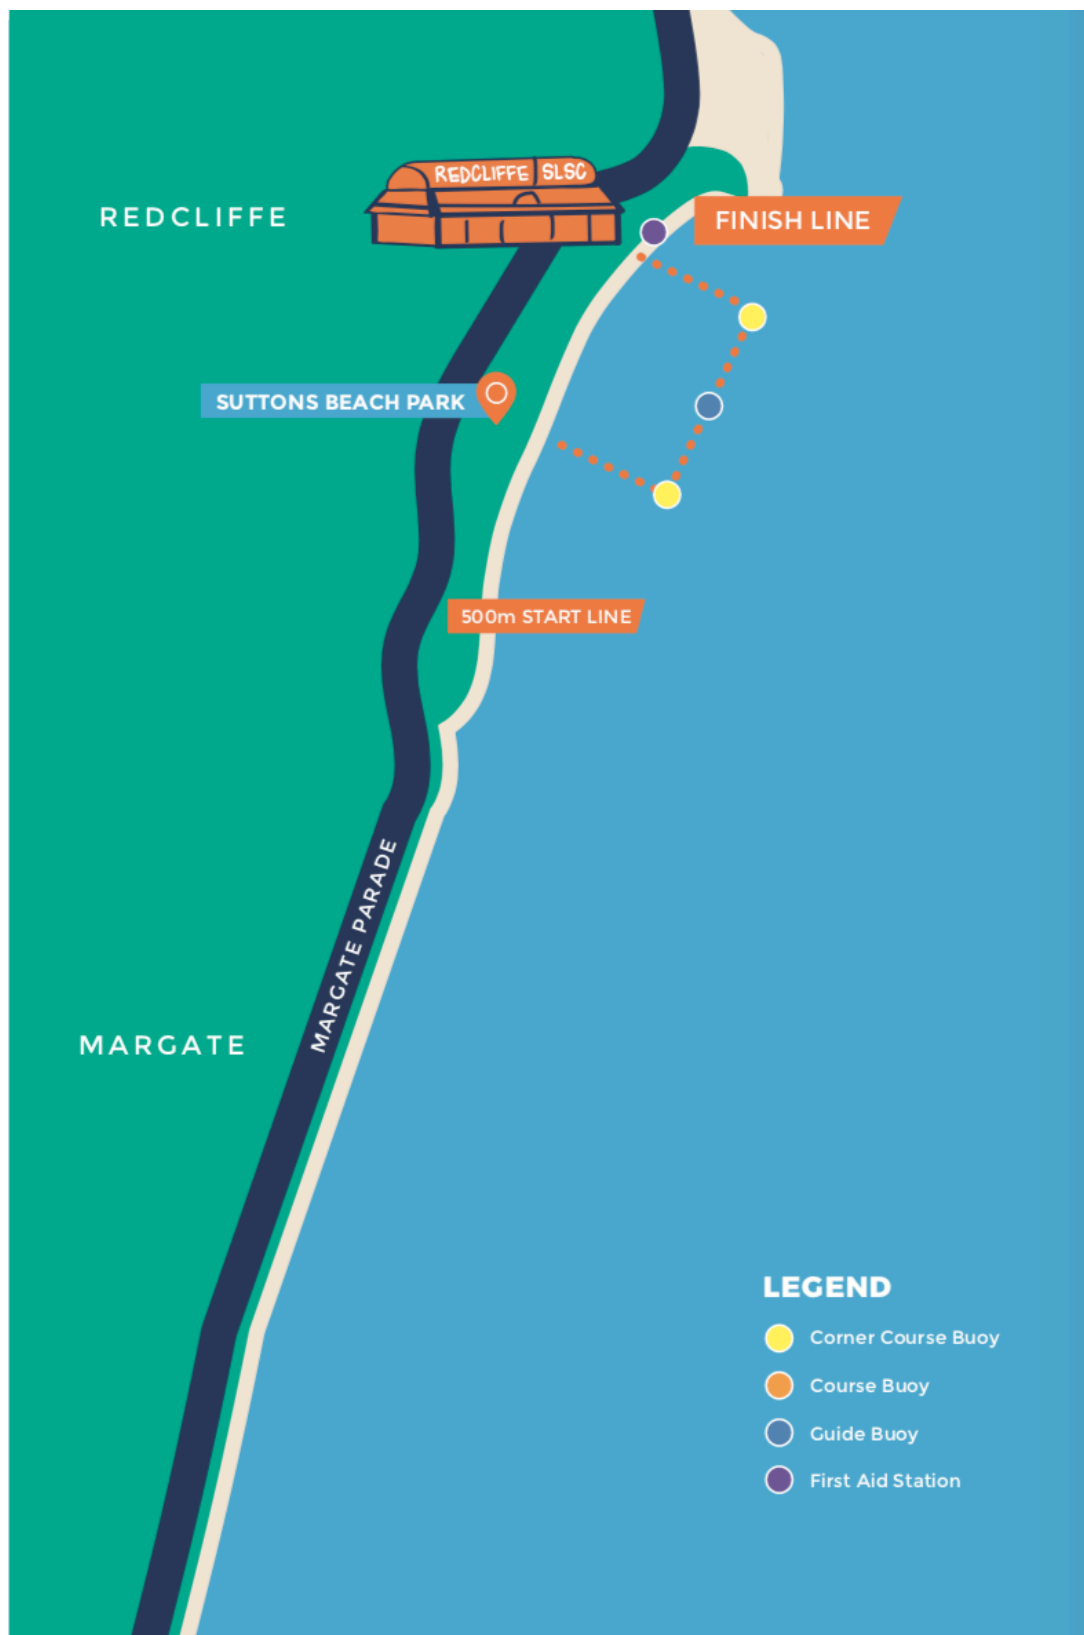 REDCLIFFE SLSC
REDCLIFFE
FINISH LINE
SUTTONS BEACH PARK
500m START LINE
MARGATE PARADE
MARGATE
LEGEND
Corner Course Buoy
Course Buoy
Guide Buoy
First Aid Station